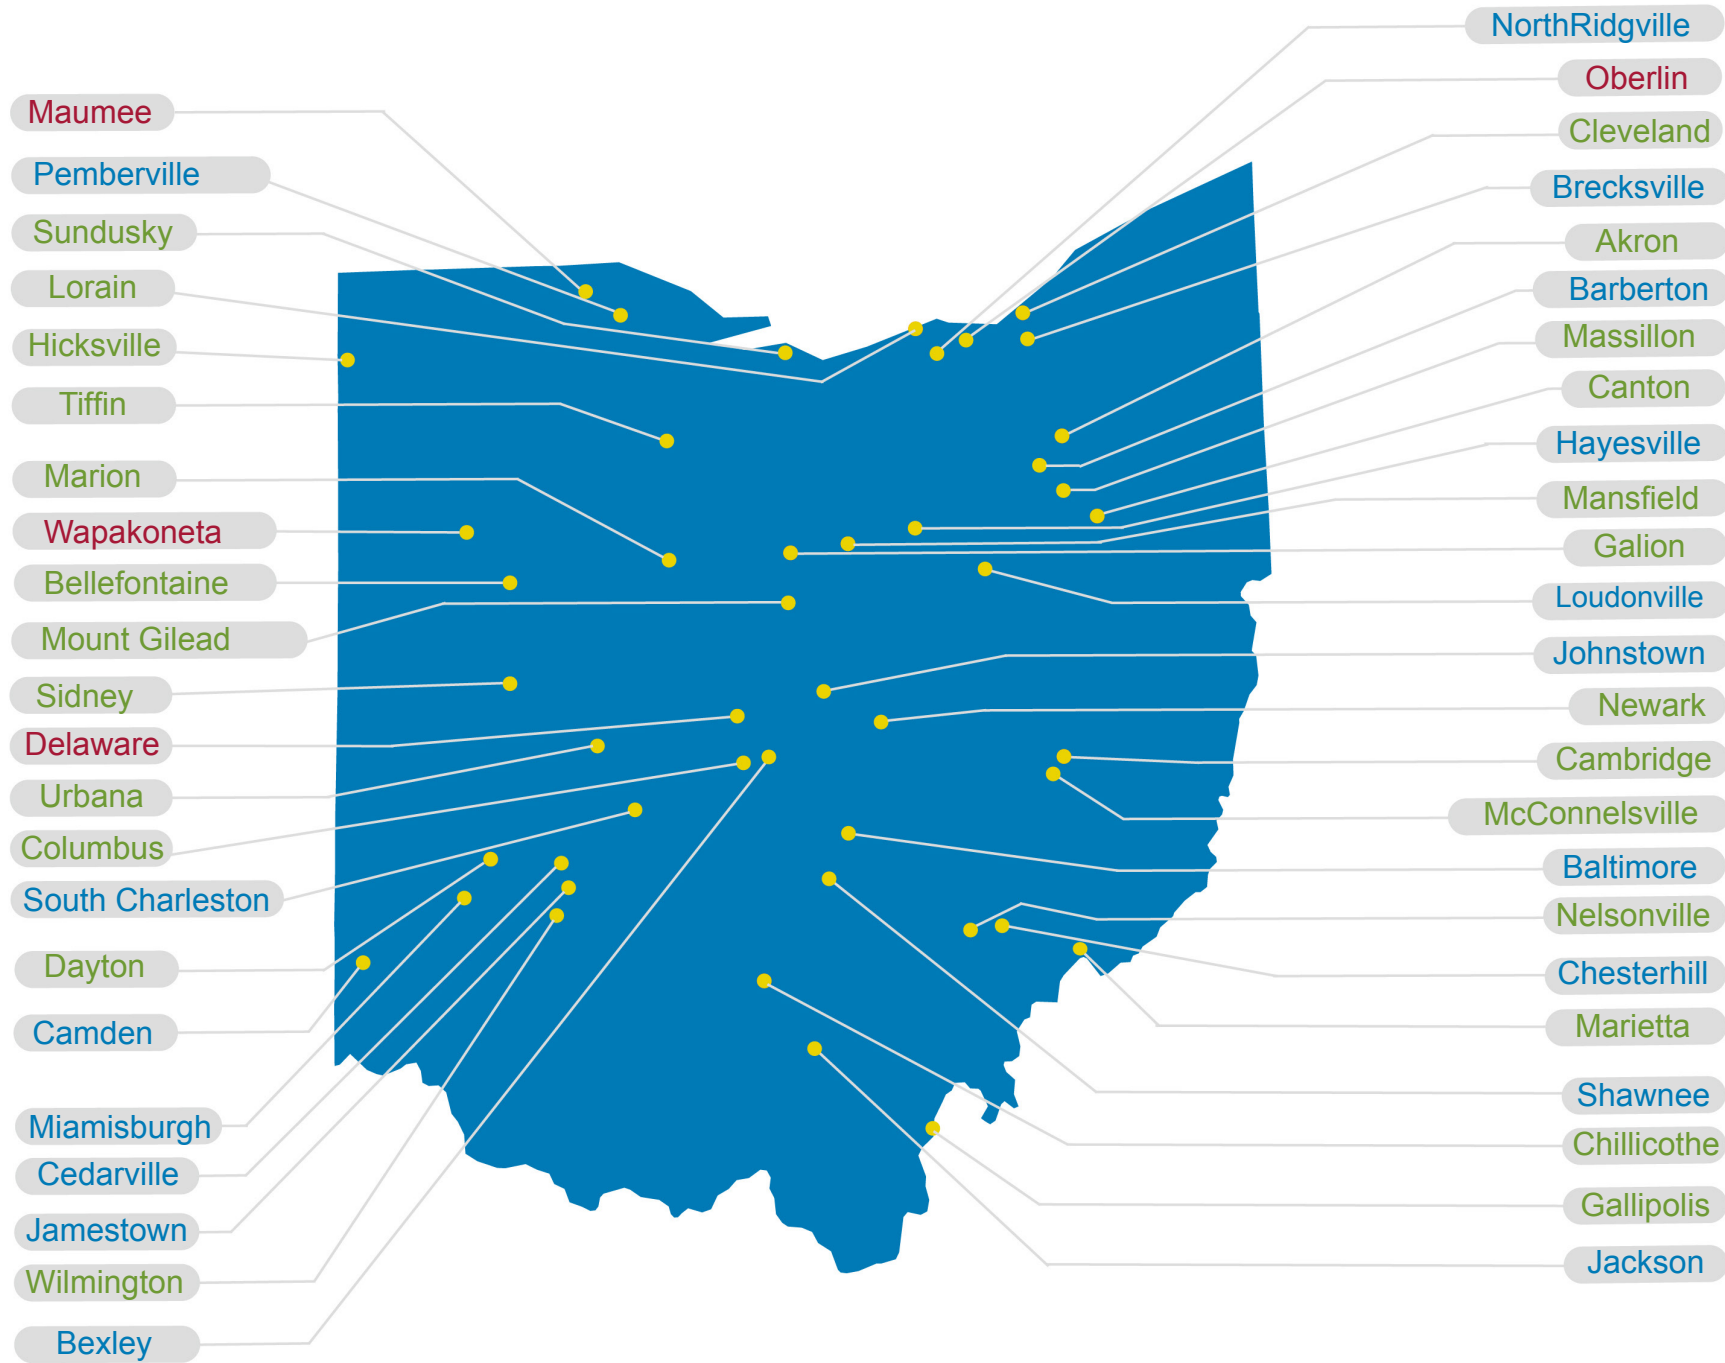 Maumee
Pemberville
Sundusky
Lorain
Hicksville
Tiffin
Marion
Wapakoneta
Bellefontaine
Mount Gilead
Sidney
Delaware
Urbana
Columbus
South Charleston
Dayton
Camden
Miamisburgh
Cedarville
Jamestown
Wilmington
Bexley
NorthRidgville
Oberlin
Cleveland
Brecksville
Akron
Barberton
Massillon
Canton
Hayesville
Mansfield
Galion
Loudonville
Johnstown
Newark
Cambridge
McConnelsville
Baltimore
Nelsonville
Chesterhill
Marietta
Shawnee
Chillicothe
Gallipolis
Jackson